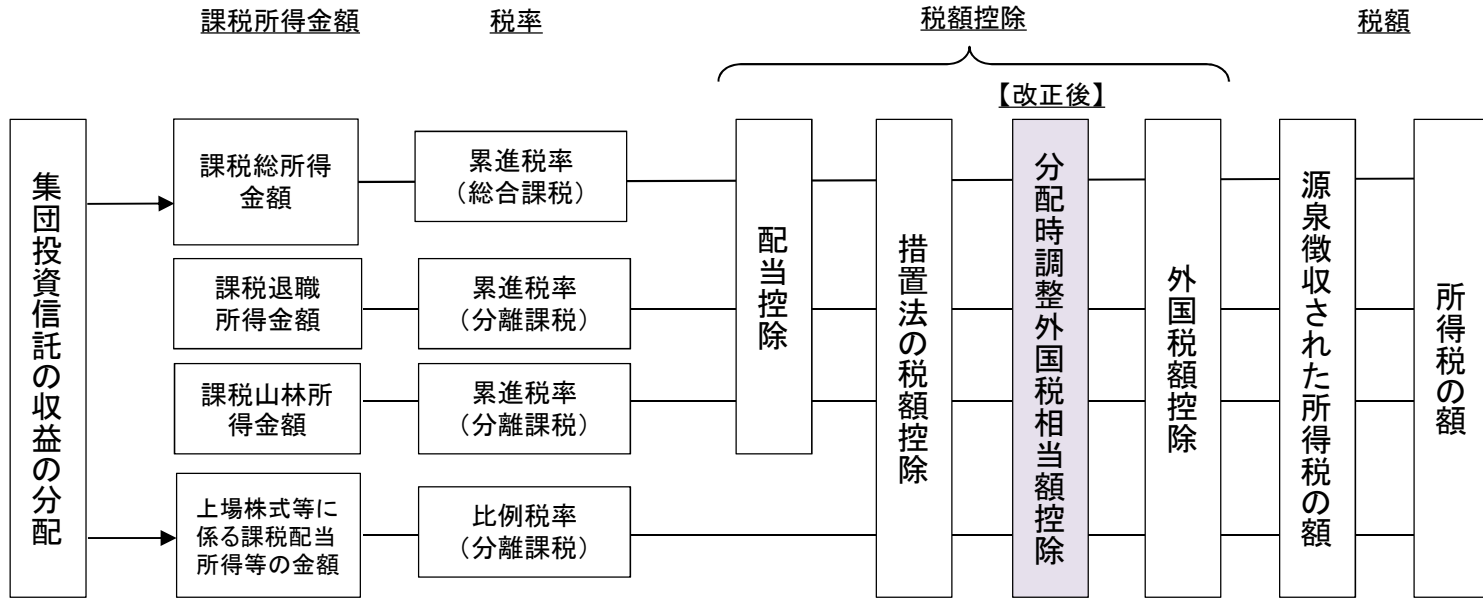 課税所得金額
税率
税額控除
税額
【改正後】
集団投資信託の収益の分配
課税総所得
金額
累進税率
(総合課税)
課税退職
所得金額
累進税率
(分離課税)
課税山林所
得金額
累進税率
(分離課税)
上場株式等に
係る課税配当
所得等の金額
比例税率
(分離課税)
配当控除
措置法の税額控除
分配時調整外国税相当額控除
外国税額控除
源泉徴収された所得税の額
所得税の額